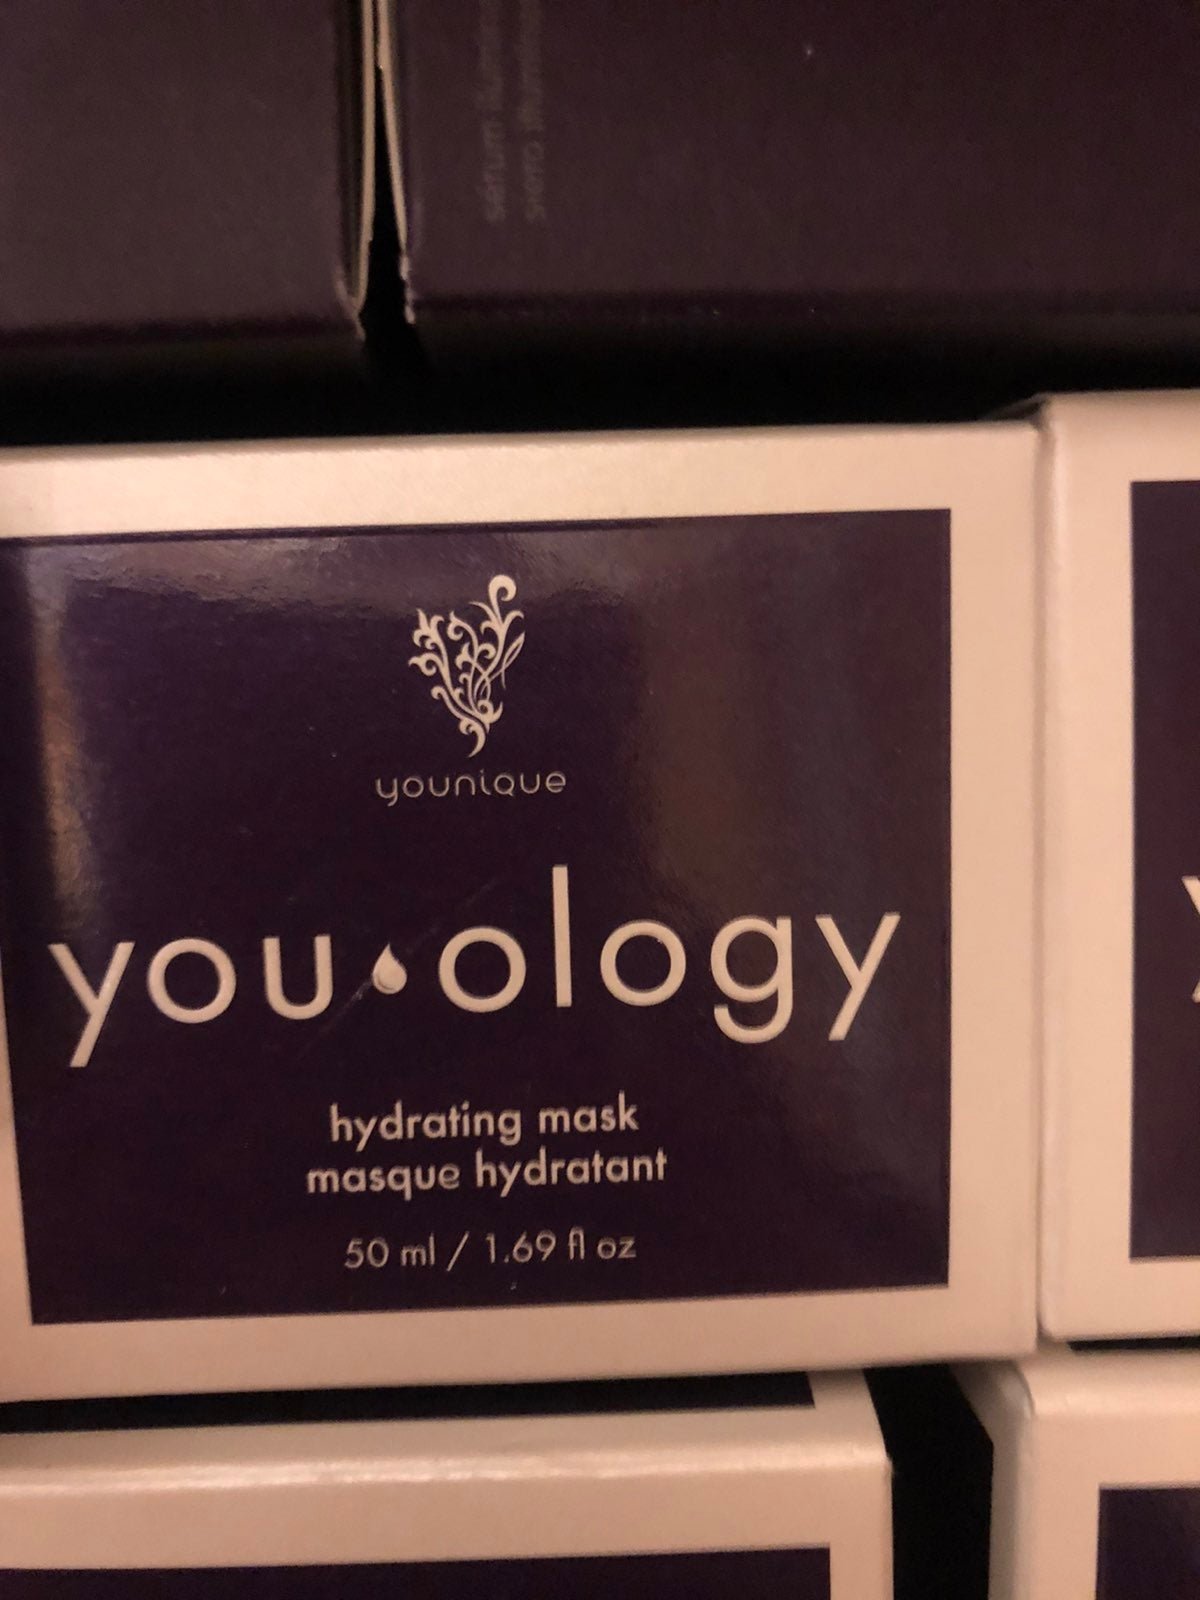 younique
you•ology
hydrating mask
masque hydratant
50 ml / 1.69 fl oz